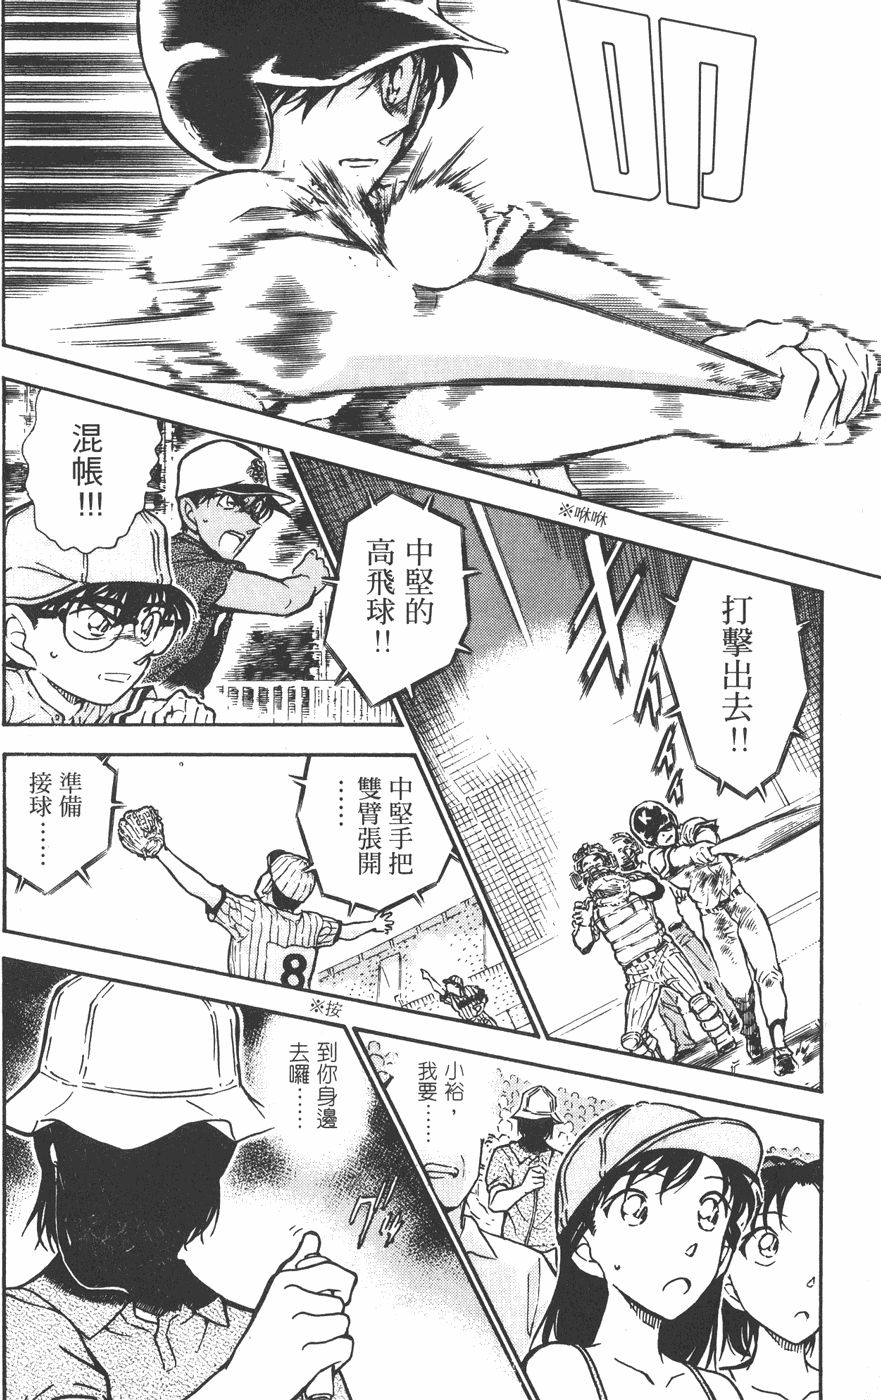 叩
※咻咻
打擊出去!!
中堅的
高飛球!!
混帳!!!
中堅手把
雙臂張開
……
準備
接球……
8
小裕，
我要……
※按
到你身邊
去囉……